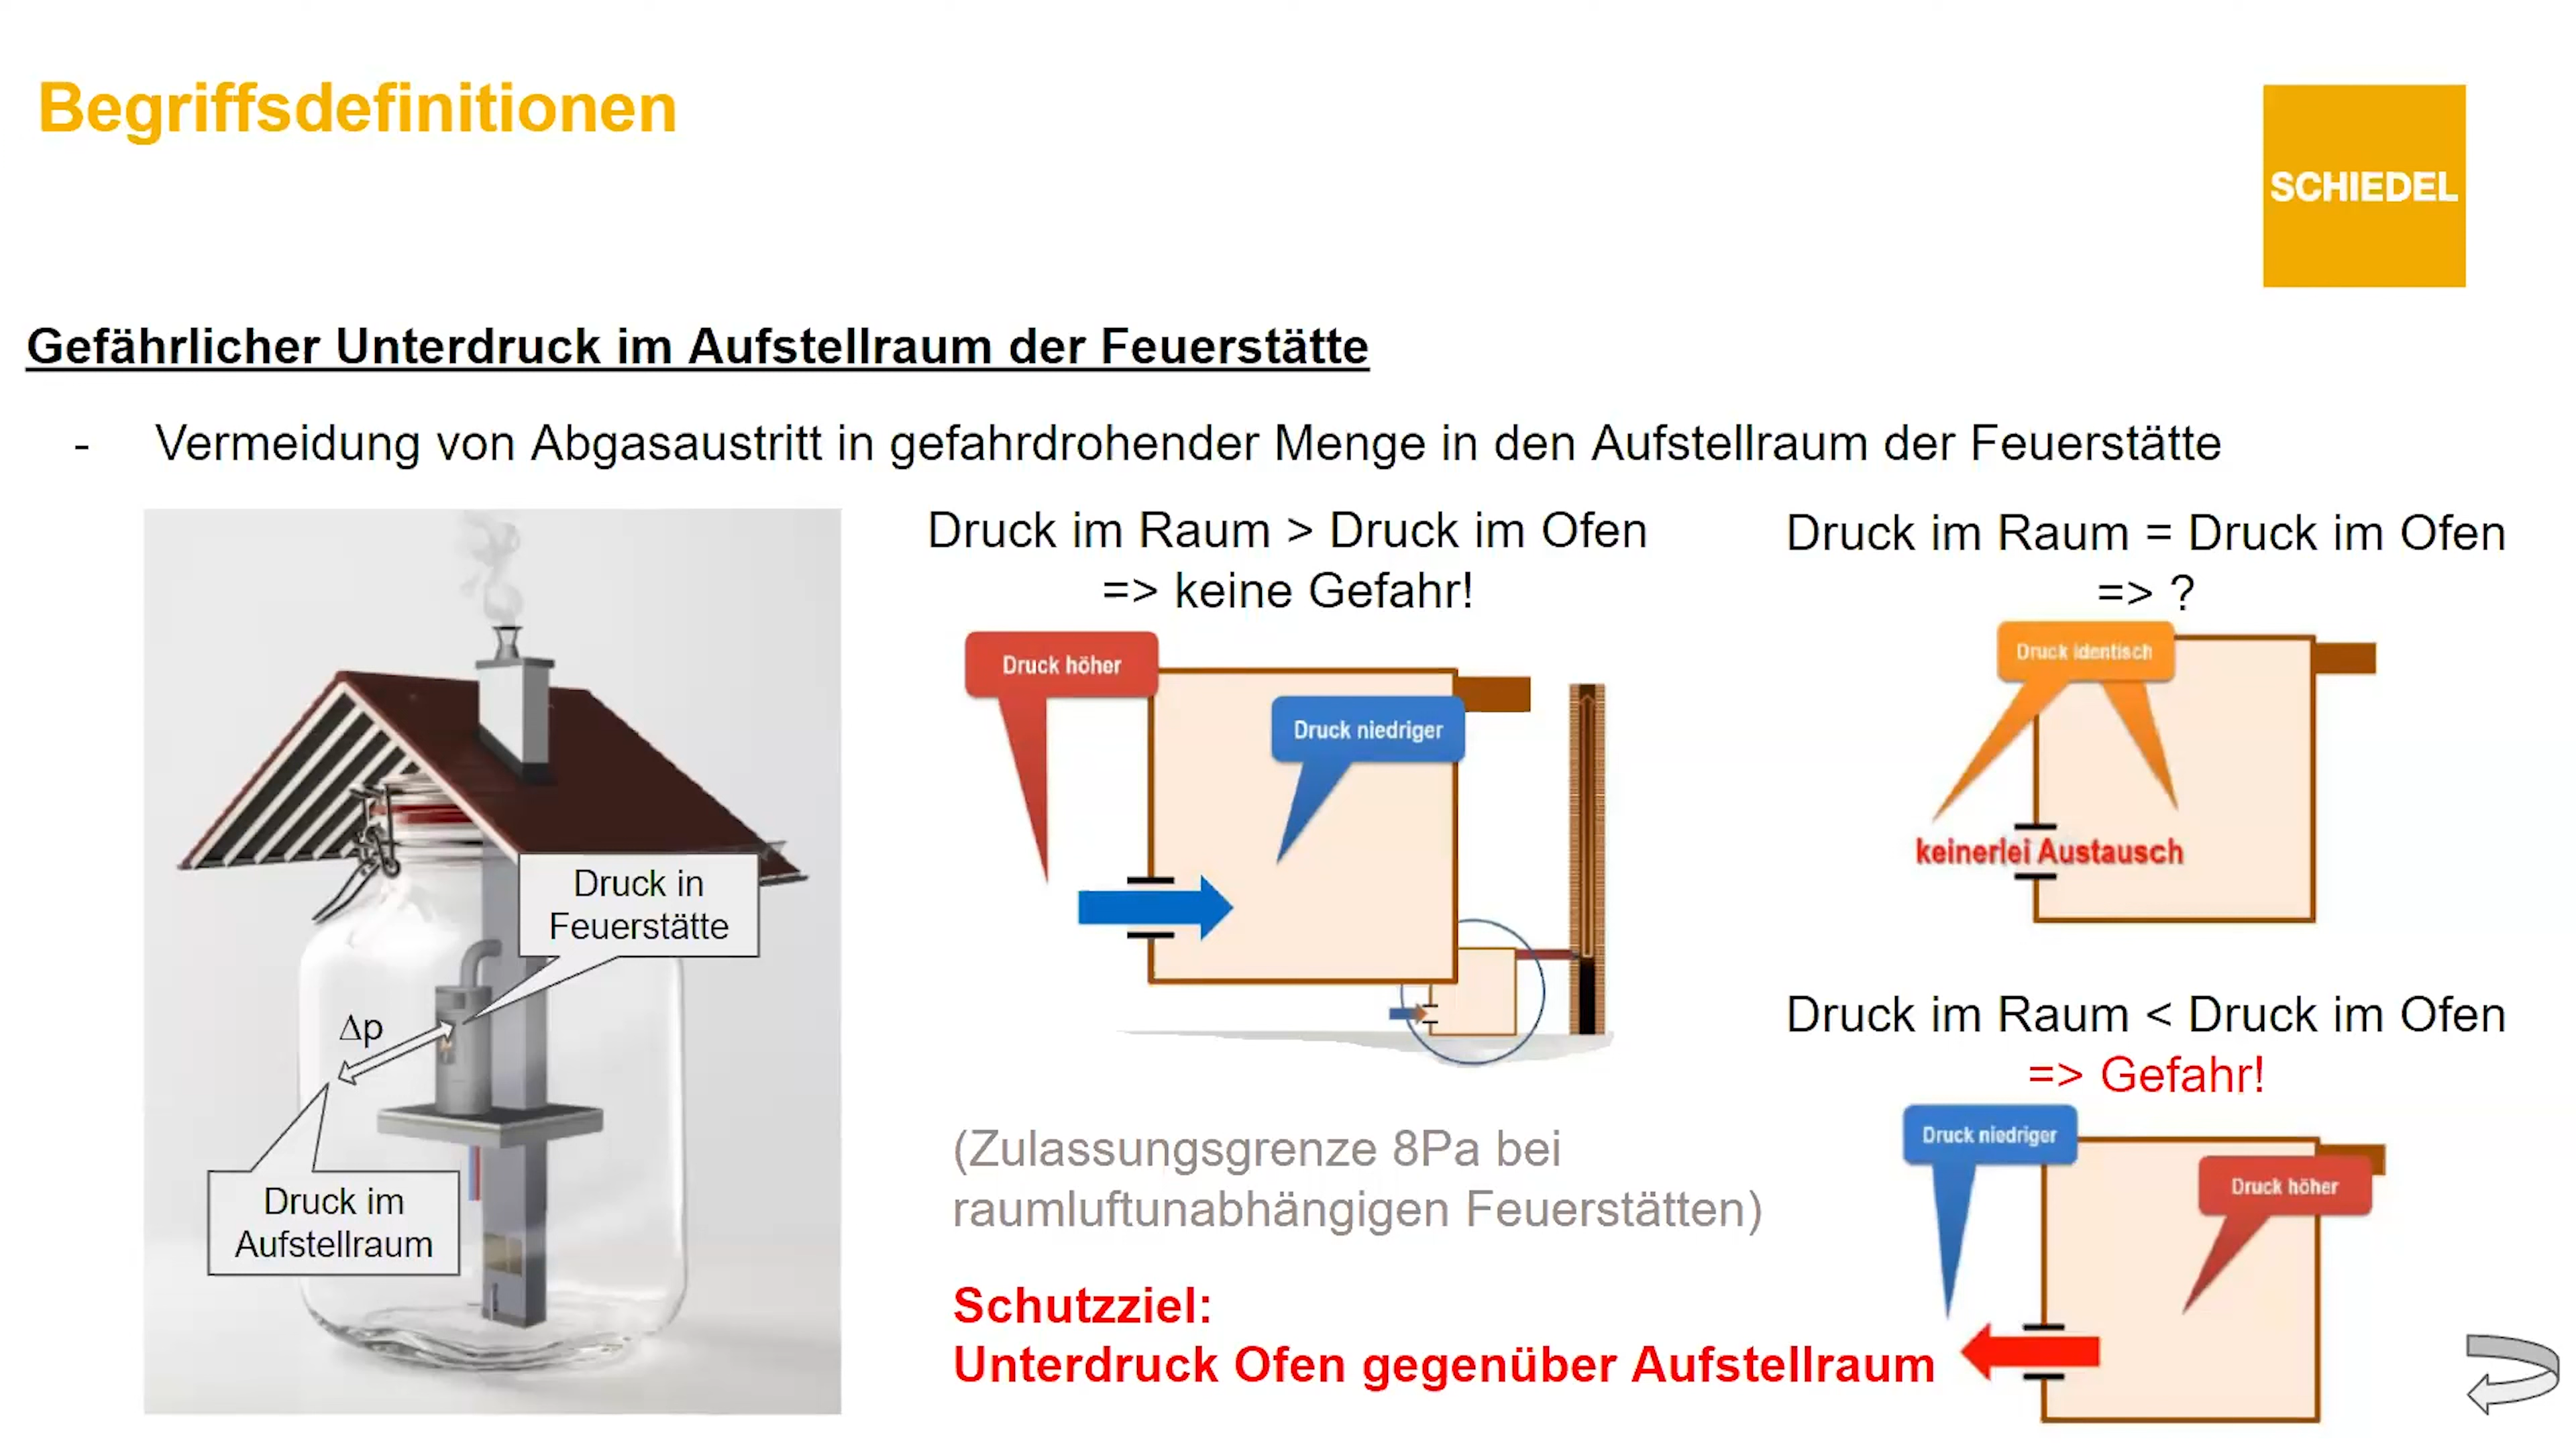 Begriffsdefinitionen
SCHIEDEL
Gefährlicher Unterdruck im Aufstellraum der Feuerstätte
- Vermeidung von Abgasaustritt in gefahrdrohender Menge in den Aufstellraum der Feuerstätte
Druck in
Feuerstätte
Δp
Druck im
Aufstellraum
Druck im Raum > Druck im Ofen
=> keine Gefahr!
Druck höher
Druck niedriger
(Zulassungsgrenze 8Pa bei
raumluftunabhängigen Feuerstätten)
Schutzziel:
Unterdruck Ofen gegenüber Aufstellraum
Druck im Raum = Druck im Ofen
=> ?
Druck identisch
keinerlei Austausch
Druck im Raum < Druck im Ofen
=> Gefahr!
Druck niedriger
Druck höher